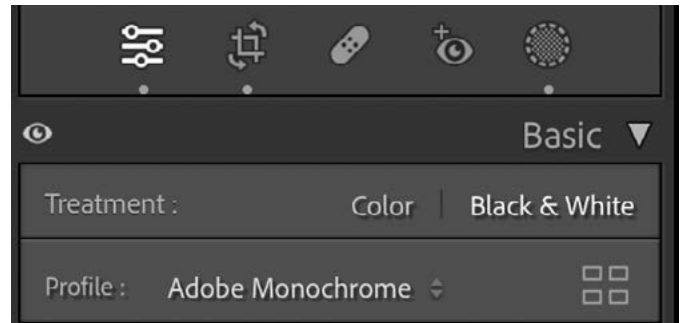 Basic
Treatment : Color Black & White
Profile : Adobe Monochrome